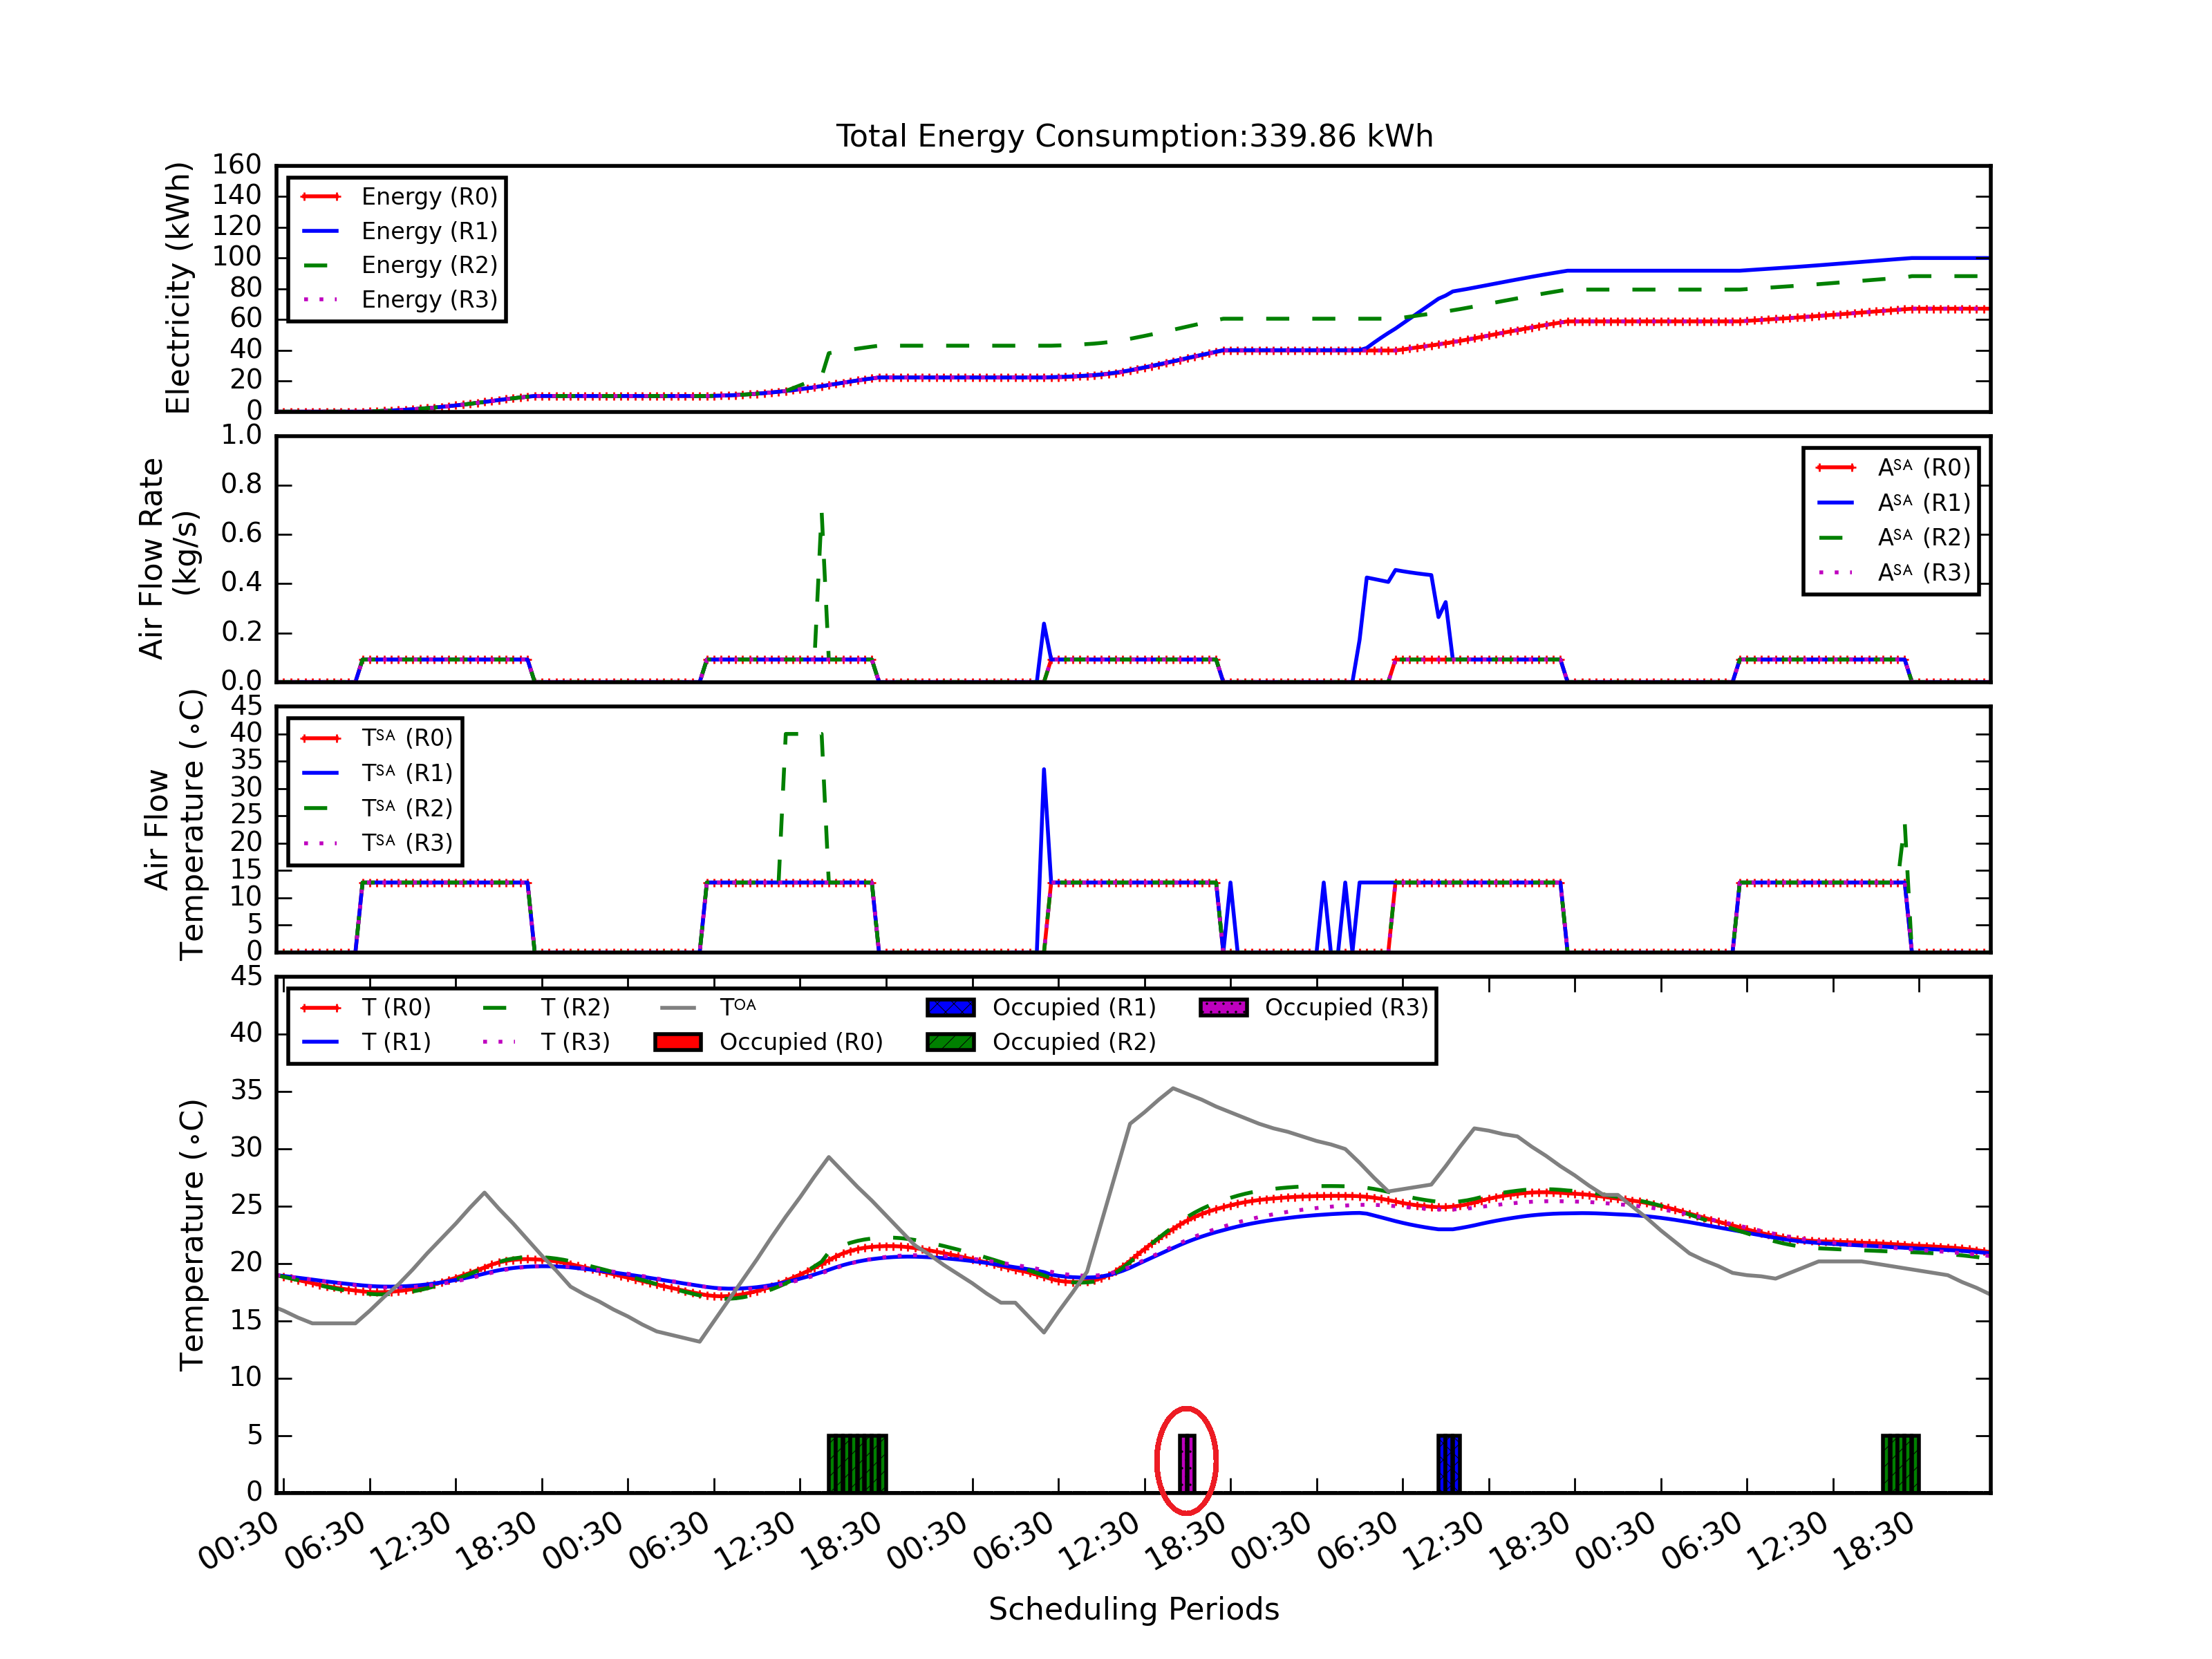 Total Energy Consumption:339.86 kWh
Electricity (kWh)
160
140
120
100
80
60
40
20
0
Energy (R0)
Energy (R1)
Energy (R2)
Energy (R3)
Air Flow Rate
(kg/s)
1.0
0.8
0.6
0.4
0.2
0.0
Aˢᴬ (R0)
Aˢᴬ (R1)
Aˢᴬ (R2)
Aˢᴬ (R3)
Air Flow
Temperature (∘C)
45
40
35
30
25
20
15
10
5
0
Tˢᴬ (R0)
Tˢᴬ (R1)
Tˢᴬ (R2)
Tˢᴬ (R3)
Temperature (∘C)
45
40
35
30
25
20
15
10
5
0
T (R0) T (R2) Tᴼᴬ Occupied (R1) Occupied (R3)
T (R1) T (R3) Occupied (R0) Occupied (R2)
00:30 06:30 12:30 18:30 00:30 06:30 12:30 18:30 00:30 06:30 12:30 18:30 00:30 06:30 12:30 18:30 00:30 06:30 12:30 18:30
Scheduling Periods